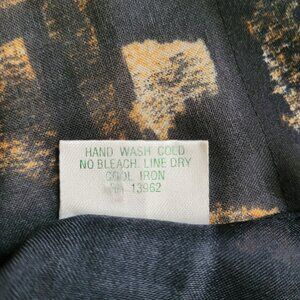 HAND WASH COLD
NO BLEACH. LINE DRY
COOL IRON
13962